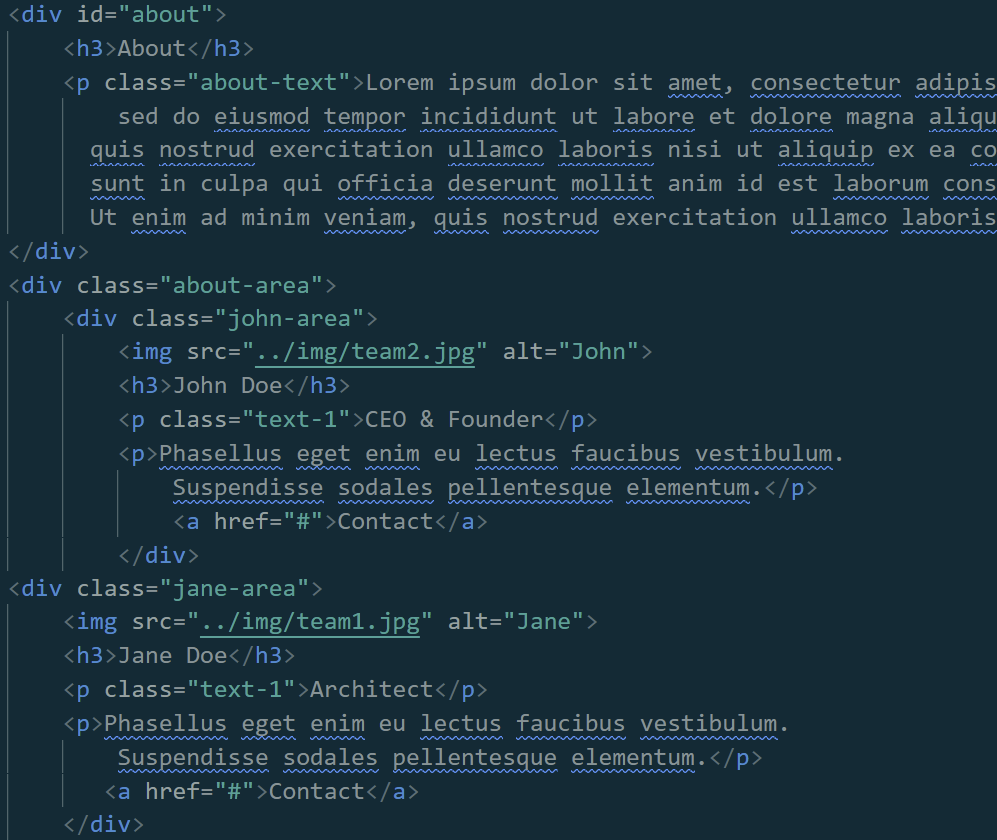 <div id="about">
<h3>About</h3>
<p class="about-text">Lorem ipsum dolor sit amet, consectetur adipis
sed do eiusmod tempor incididunt ut labore et dolore magna aliqu
quis nostrud exercitation ullamco laboris nisi ut aliquip ex ea co
sunt in culpa qui officia deserunt mollit anim id est laborum cons
Ut enim ad minim veniam, quis nostrud exercitation ullamco laboris
</div>
<div class="about-area">
<div class="john-area">
<img src="../img/team2.jpg" alt="John">
<h3>John Doe</h3>
<p class="text-1">CEO & Founder</p>
<p>Phasellus eget enim eu lectus faucibus vestibulum.
Suspendisse sodales pellentesque elementum.</p>
<a href="#">Contact</a>
</div>
<div class="jane-area">
<img src="../img/team1.jpg" alt="Jane">
<h3>Jane Doe</h3>
<p class="text-1">Architect</p>
<p>Phasellus eget enim eu lectus faucibus vestibulum.
Suspendisse sodales pellentesque elementum.</p>
<a href="#">Contact</a>
</div>